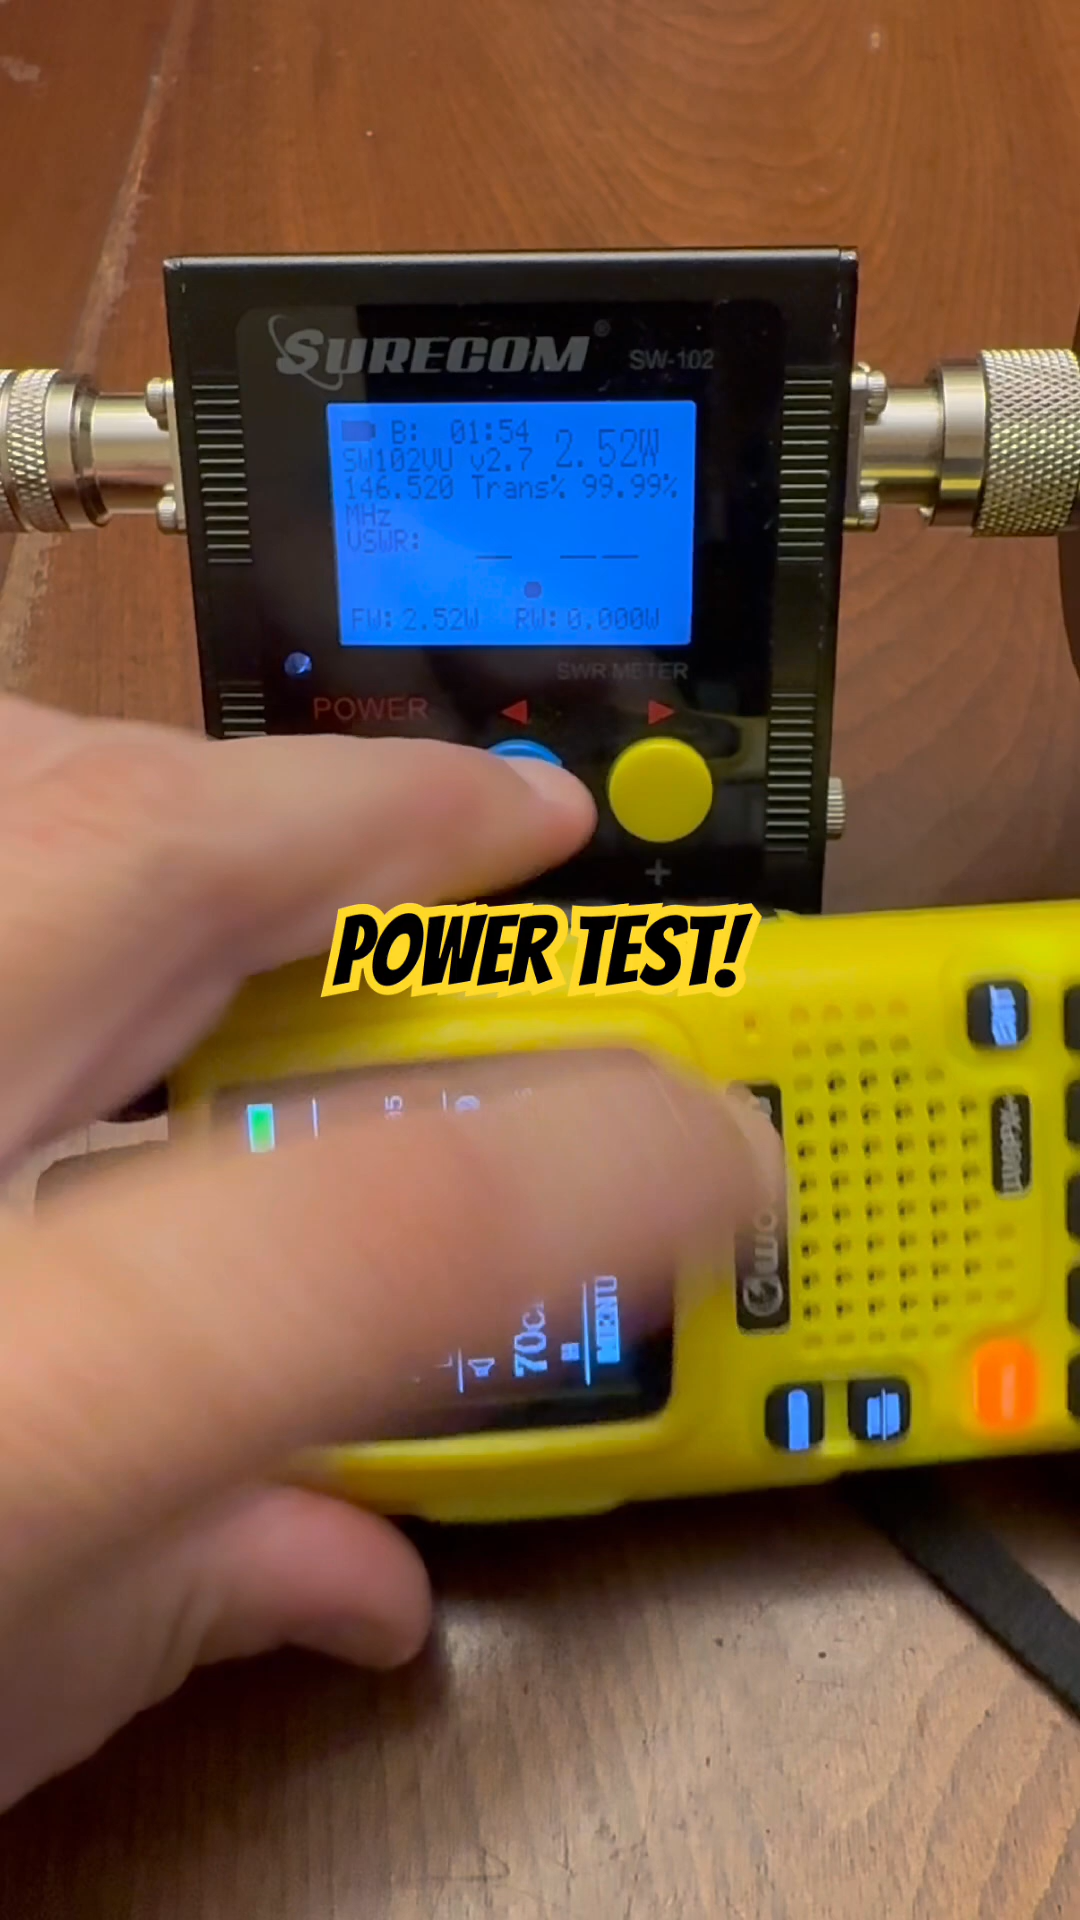 SURECOM® SW-102
B: 01:54 2.52W
SW102VU v2.7
146.520 Trans% 99.99%
MHz
VSWR: _ _ _
FW: 2.52W RW: 0.000W
SWR METER
POWER
+
POWER TEST!
EXIT
MENU